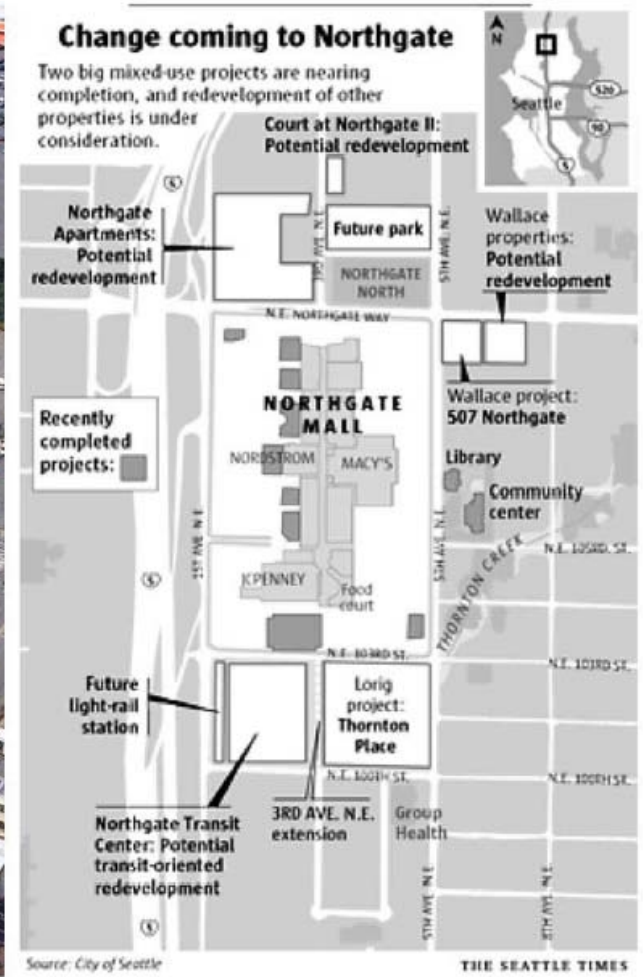 Change coming to Northgate
Two big mixed-use projects are nearing
completion, and redevelopment of other
properties is under
consideration.
N
Seattle
520
90
5
Court at Northgate II:
Potential redevelopment
5
Northgate
Apartments:
Potential
redevelopment
3RD AVE. N.E.
Future park
5TH AVE. N.E.
Wallace
properties:
Potential
redevelopment
NORTHGATE
NORTH
N.E. NORTHGATE WAY
Wallace project:
507 Northgate
NORTHGATE
MALL
Recently
completed
projects:
NORDSTROM
MACY'S
Library
Community
center
1ST AVE. N.E.
5TH AVE. N.E.
THORNTON CREEK
N.E. 105RD. ST.
5
JCPENNEY
Food
court
N.E. 103RD ST.
N.E. 103RD ST.
Future
light-rail
station
Lorig
project:
Thornton
Place
N.E. 100TH ST.
N.E. 100TH ST.
Northgate Transit
Center: Potential
transit-oriented
redevelopment
3RD AVE. N.E.
extension
Group
Health
5TH AVE. N.E.
8TH AVE. N.E.
5
Source: City of Seattle
THE SEATTLE TIMES